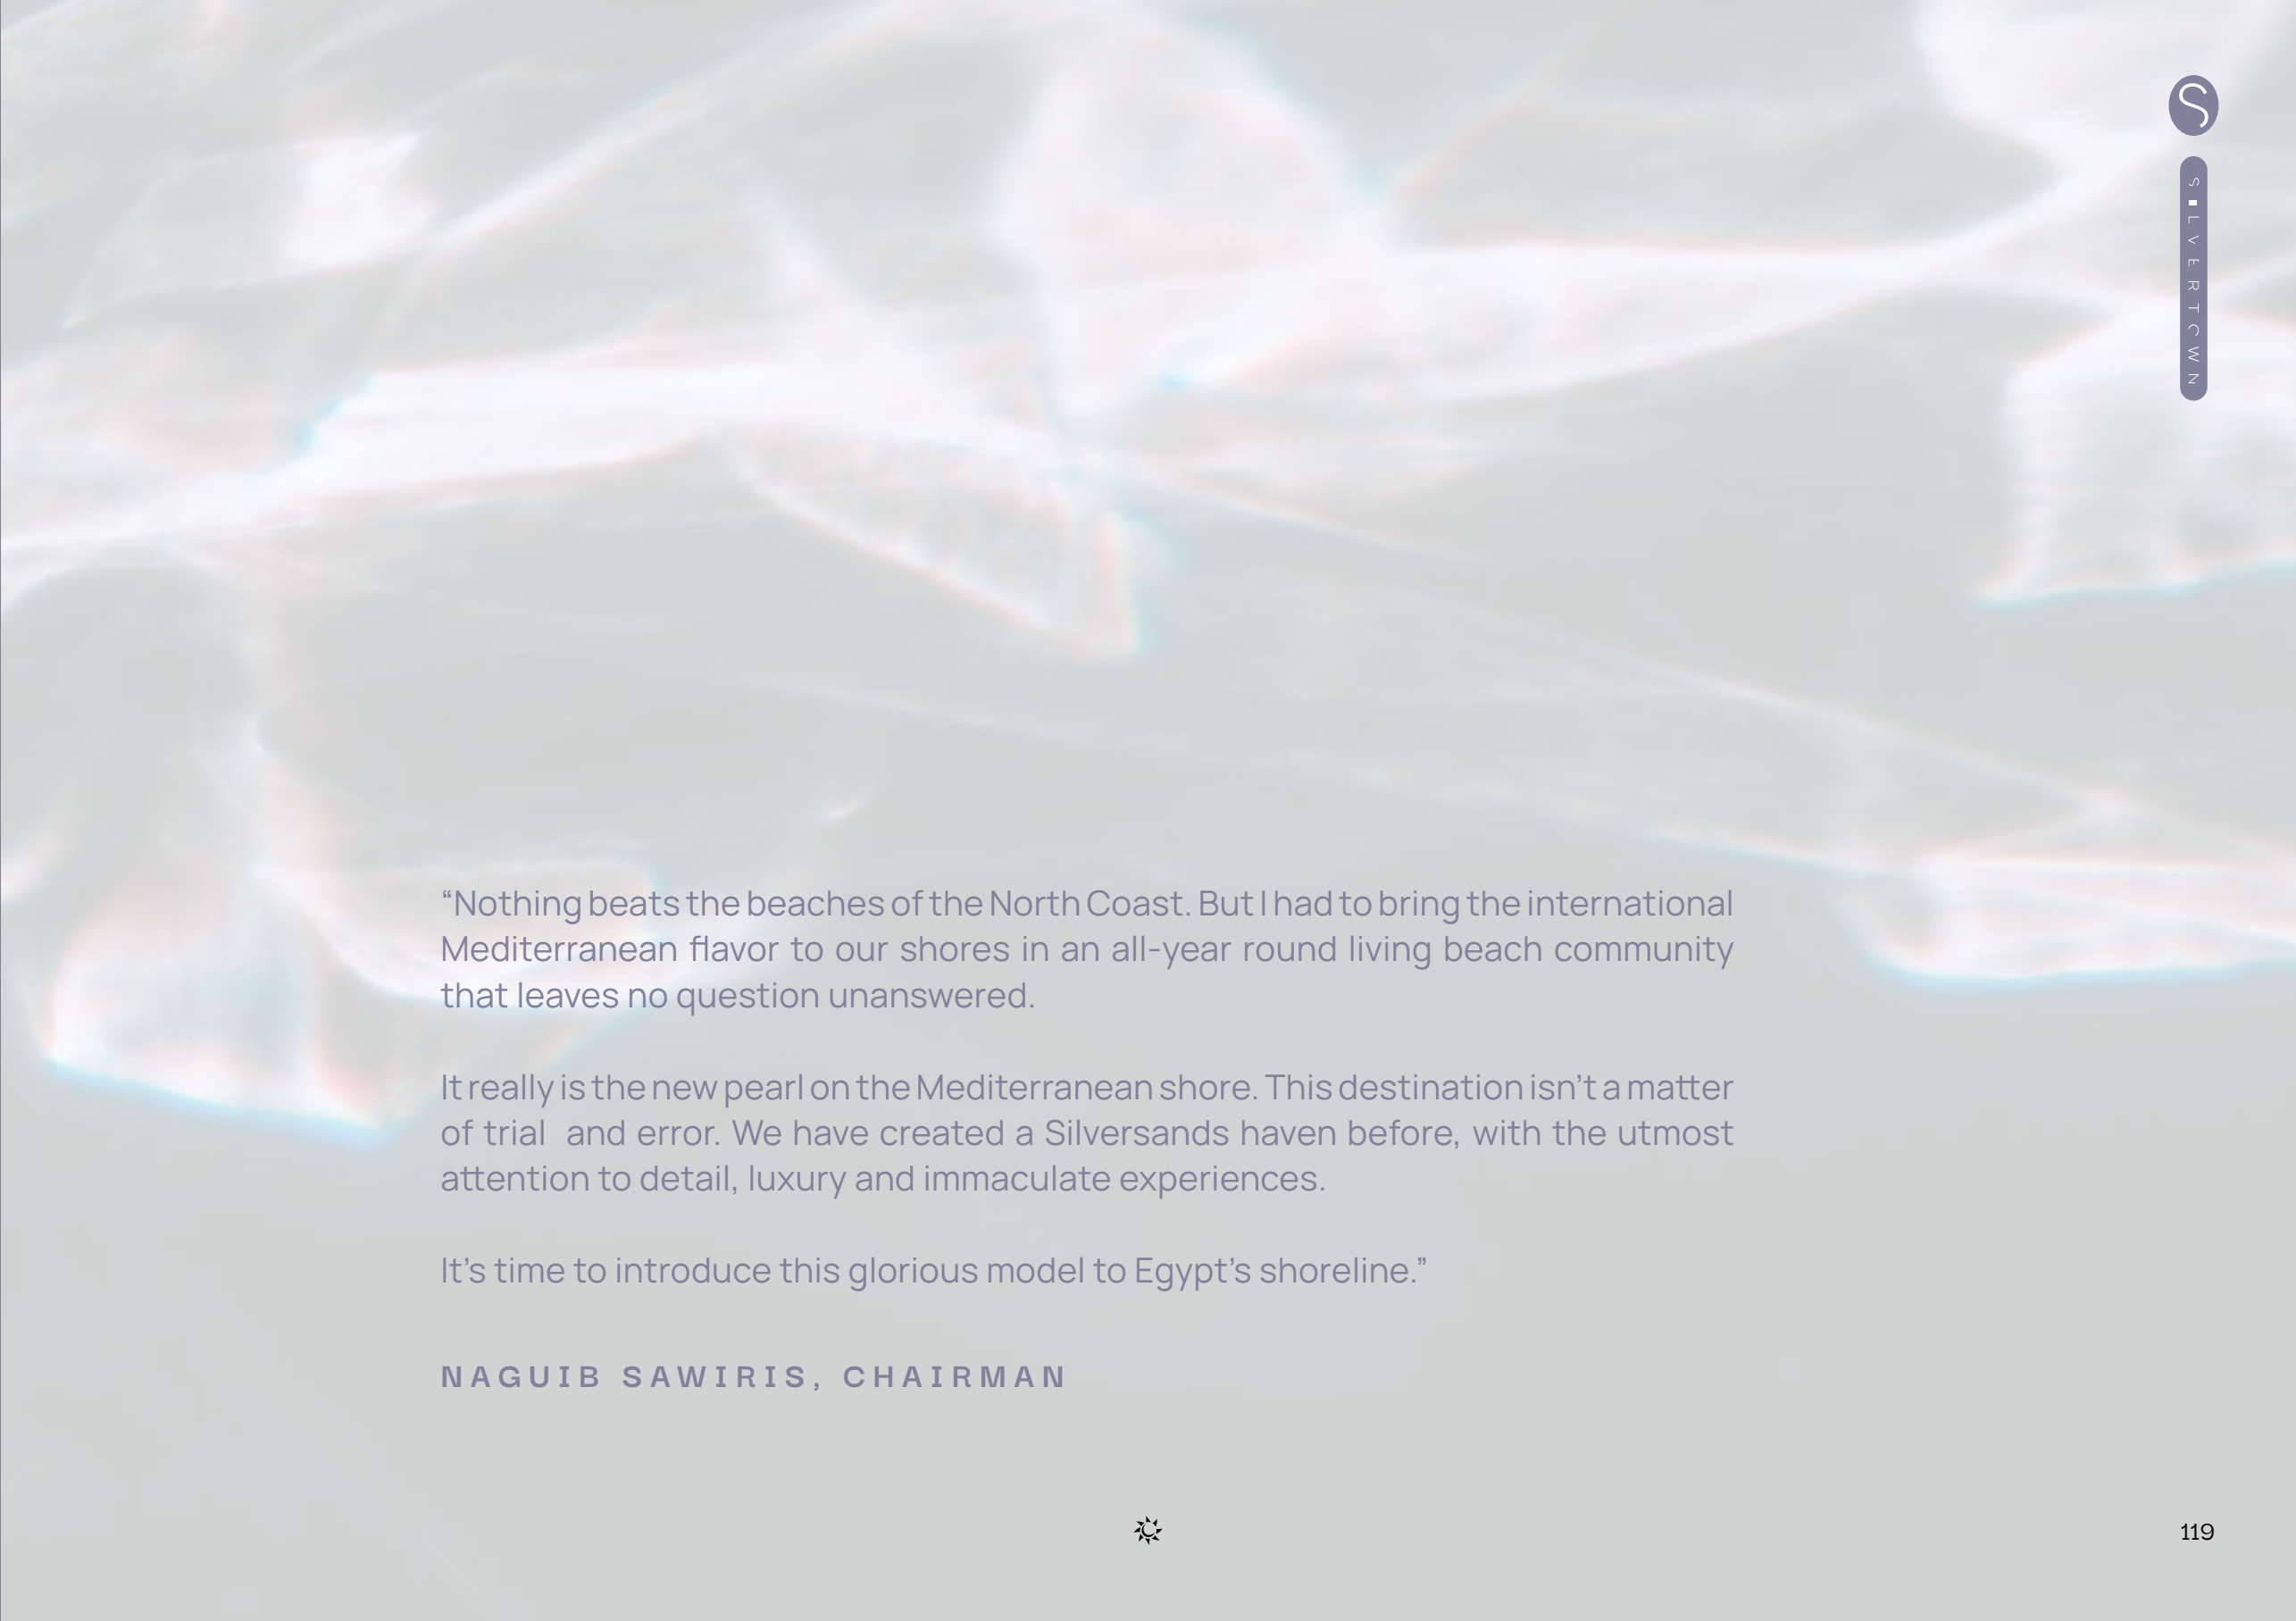 S
S■LVERTOWN
“Nothing beats the beaches of the North Coast. But I had to bring the international
Mediterranean flavor to our shores in an all-year round living beach community
that leaves no question unanswered.
It really is the new pearl on the Mediterranean shore. This destination isn’t a matter
of trial  and error. We have created a Silversands haven before, with the utmost
attention to detail, luxury and immaculate experiences.
It’s time to introduce this glorious model to Egypt’s shoreline.”
NAGUIB SAWIRIS, CHAIRMAN
119